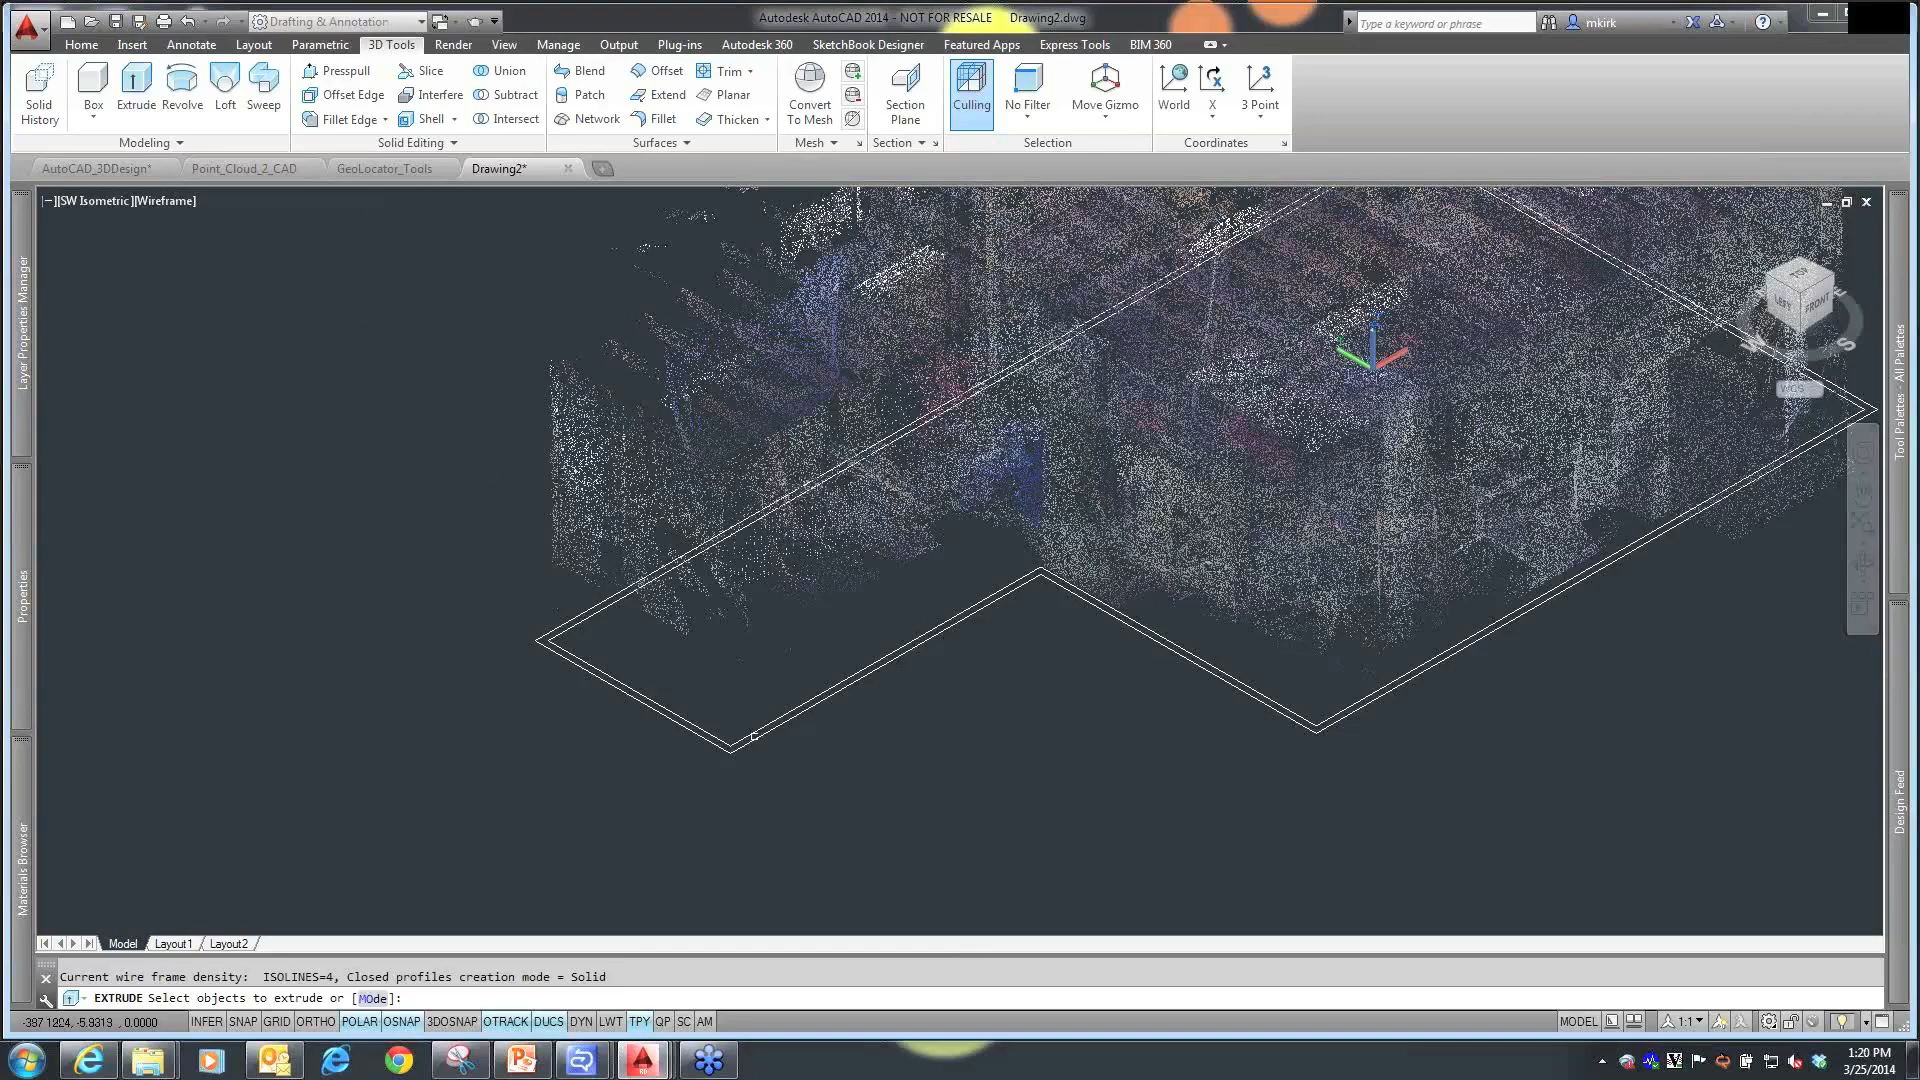 Drafting & Annotation
Autodesk AutoCAD 2014 - NOT FOR RESALE Drawing2.dwg
Type a keyword or phrase
mkirk
Home Insert Annotate Layout Parametric 3D Tools Render View Manage Output Plug-ins Autodesk 360 SketchBook Designer Featured Apps Express Tools BIM 360
Solid History
Box
Extrude
Revolve
Loft
Sweep
Presspull
Offset Edge
Fillet Edge
Slice
Interfere
Shell
Union
Subtract
Intersect
Blend
Patch
Network
Offset
Extend
Fillet
Trim
Planar
Thicken
Convert To Mesh
Section Plane
Culling
No Filter
Move Gizmo
World
X
3 Point
Modeling
Solid Editing
Surfaces
Mesh
Section
Selection
Coordinates
AutoCAD_3DDesign*
Point_Cloud_2_CAD
GeoLocator_Tools
Drawing2*
[−][SW Isometric][Wireframe]
TOP
LEFT
FRONT
W
S
E
WCS
Layer Properties Manager
Properties
Materials Browser
Tool Palettes - All Palettes
Design Feed
Model Layout1 Layout2
Current wire frame density: ISOLINES=4, Closed profiles creation mode = Solid
EXTRUDE Select objects to extrude or [MOde]:
INFER SNAP GRID ORTHO POLAR OSNAP 3DOSNAP OTRACK DUCS DYN LWT TPY QP SC AM
MODEL
1:1
1:20 PM
3/25/2014